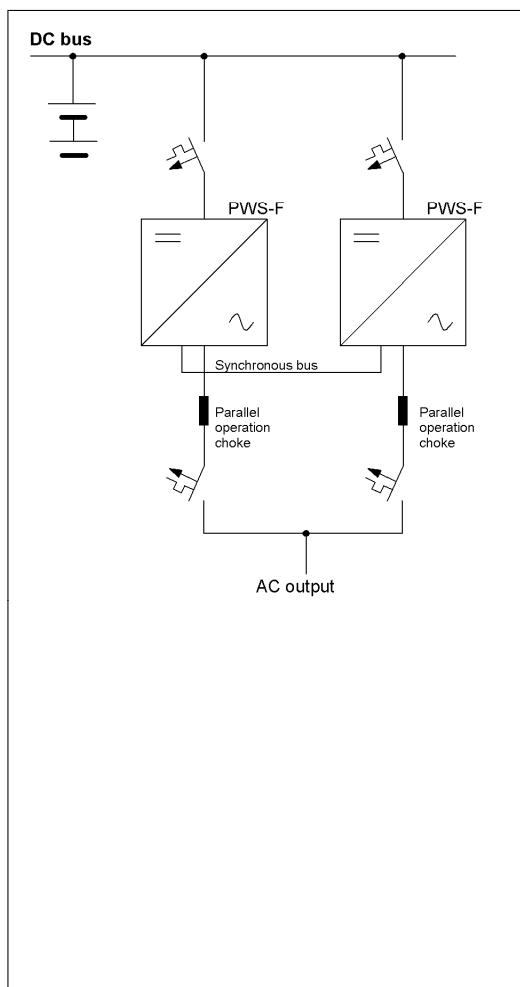 DC bus
PWS-F
PWS-F
Synchronous bus
Parallel
operation
choke
Parallel
operation
choke
AC output